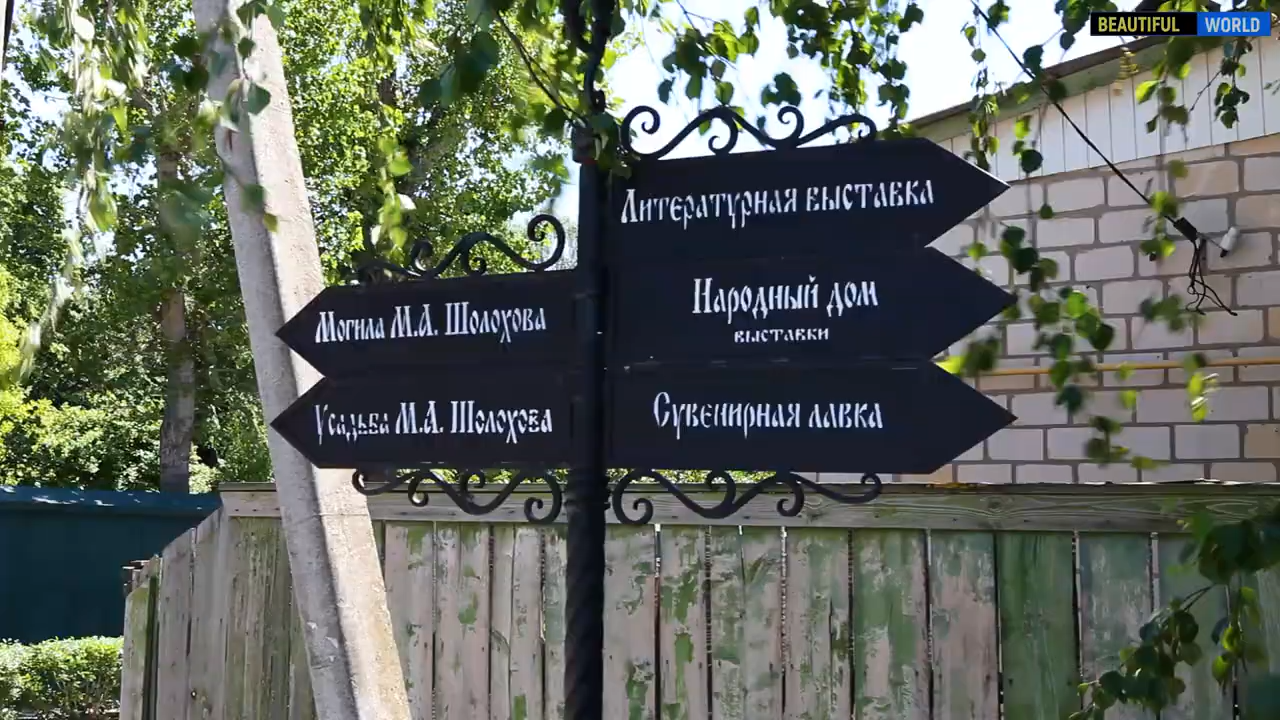 BEAUTIFUL WORLD
Литературная выставка
Народный дом
выставки
Сувенирная лавка
Могила М.А. Шолохова
Усадьба М.А. Шолохова